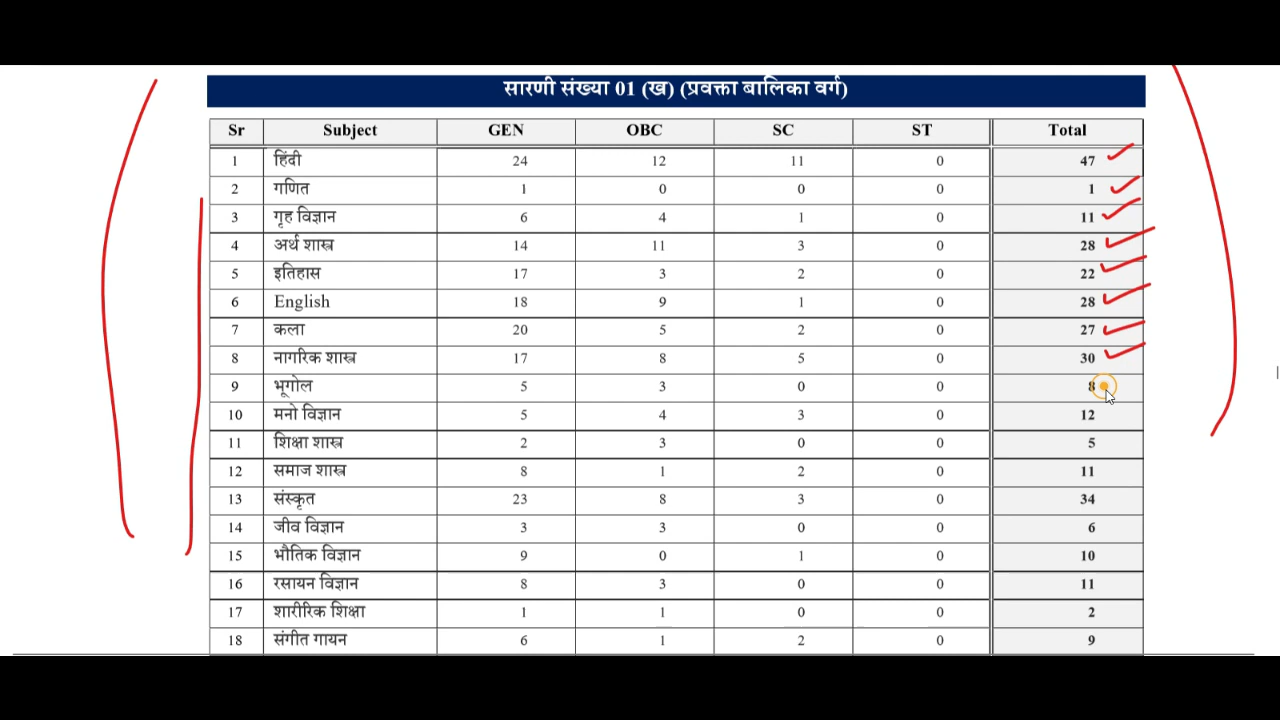 सारणी संख्या 01 (ख) (प्रवक्ता बालिका वर्ग)
Sr Subject GEN OBC SC ST Total
1 हिंदी 24 12 11 0 47
2 गणित 1 0 0 0 1
3 गृह विज्ञान 6 4 1 0 11
4 अर्थ शास्त्र 14 11 3 0 28
5 इतिहास 17 3 2 0 22
6 English 18 9 1 0 28
7 कला 20 5 2 0 27
8 नागरिक शास्त्र 17 8 5 0 30
9 भूगोल 5 3 0 0 8
10 मनो विज्ञान 5 4 3 0 12
11 शिक्षा शास्त्र 2 3 0 0 5
12 समाज शास्त्र 8 1 2 0 11
13 संस्कृत 23 8 3 0 34
14 जीव विज्ञान 3 3 0 0 6
15 भौतिक विज्ञान 9 0 1 0 10
16 रसायन विज्ञान 8 3 0 0 11
17 शारीरिक शिक्षा 1 1 0 0 2
18 संगीत गायन 6 1 2 0 9